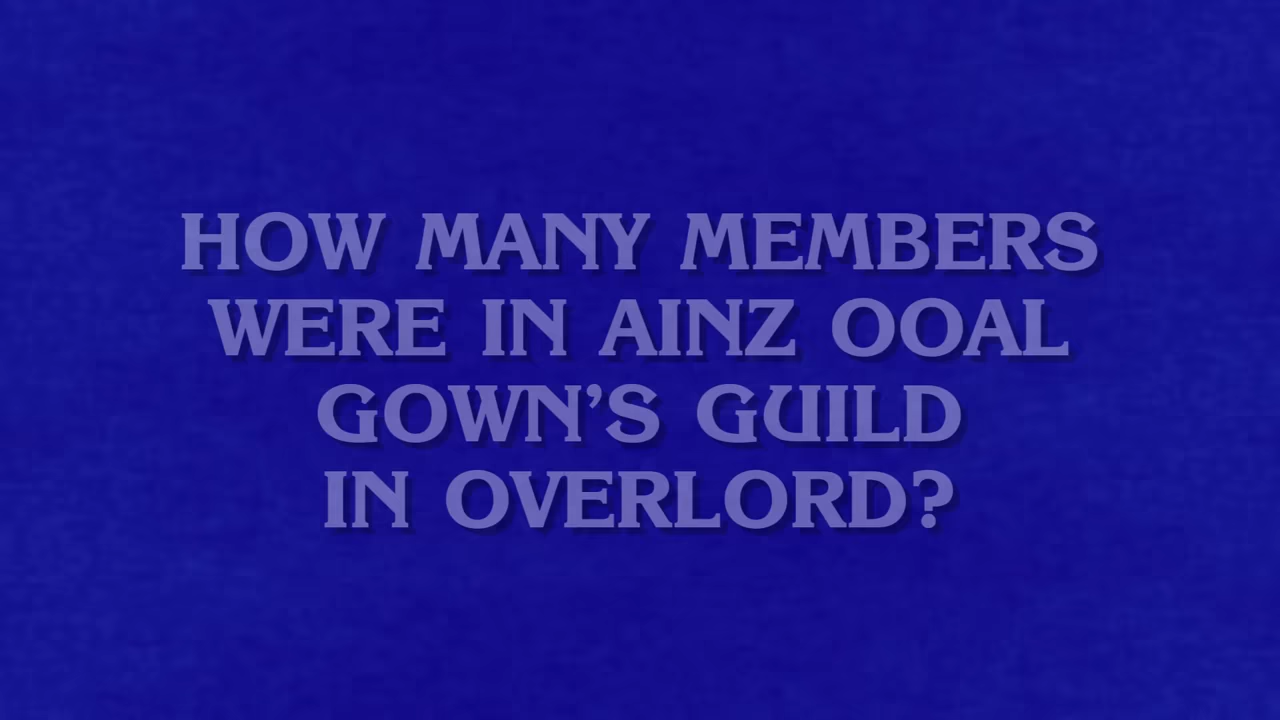 HOW MANY MEMBERS
WERE IN AINZ OOAL
GOWN’S GUILD
IN OVERLORD?